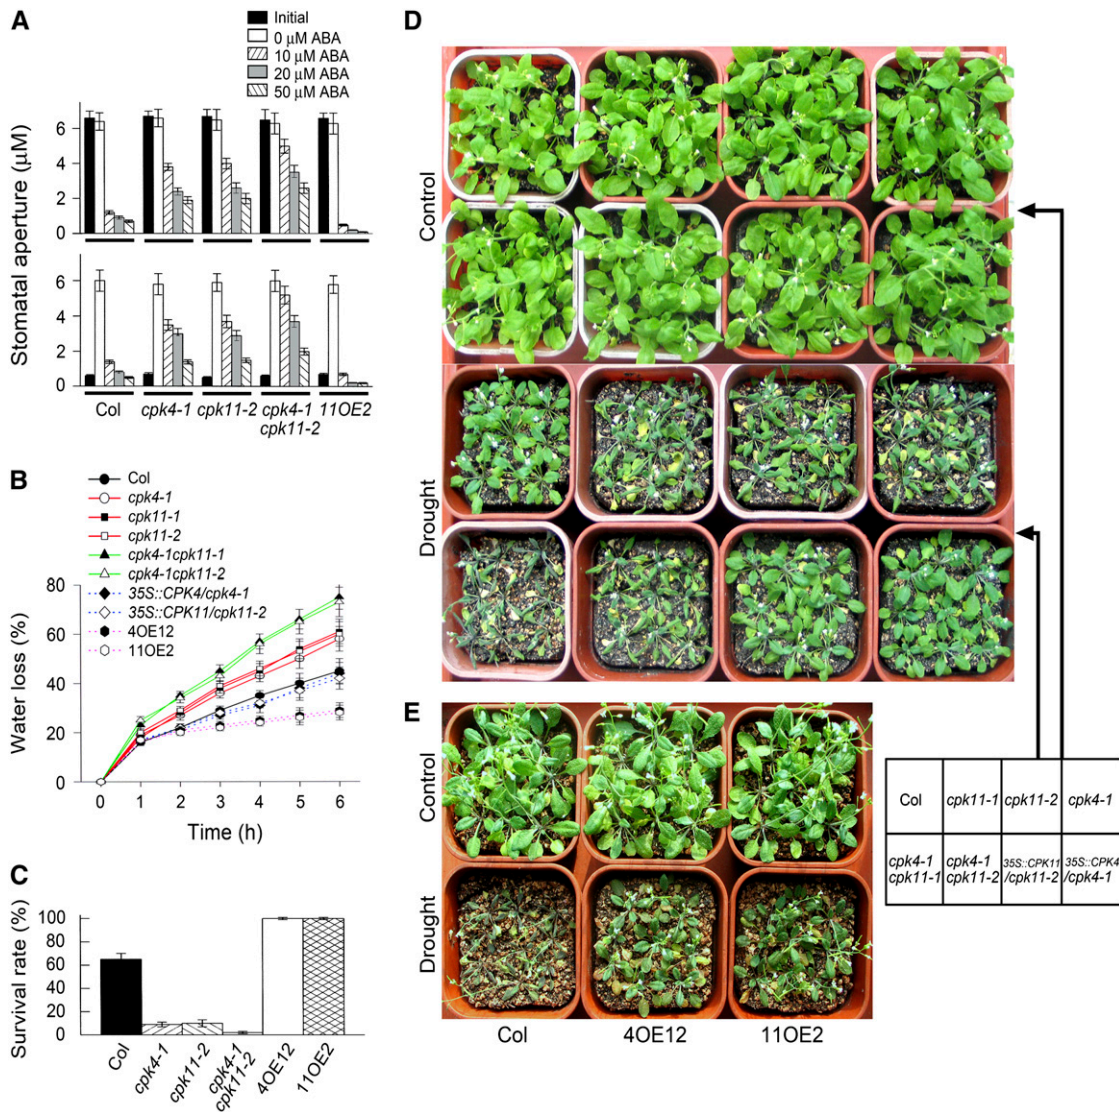 A
Initial
0 µM ABA
10 µM ABA
20 µM ABA
50 µM ABA
Stomatal aperture (µM)
6
4
2
0
6
4
2
0
Col
cpk4-1
cpk11-2
cpk4-1
cpk11-2
11OE2
B
Col
cpk4-1
cpk11-1
cpk11-2
cpk4-1cpk11-1
cpk4-1cpk11-2
35S::CPK4/cpk4-1
35S::CPK11/cpk11-2
4OE12
11OE2
Water loss (%)
80
60
40
20
0
0 1 2 3 4 5 6
Time (h)
C
Survival rate (%)
100
80
60
40
20
0
Col
cpk4-1
cpk11-2
cpk4-1
cpk11-2
4OE12
11OE2
D
Control
Drought
E
Control
Drought
Col 4OE12 11OE2
Col
cpk11-1
cpk11-2
cpk4-1
cpk4-1
cpk11-1
cpk4-1
cpk11-2
35S::CPK11
/cpk11-2
35S::CPK4
/cpk4-1